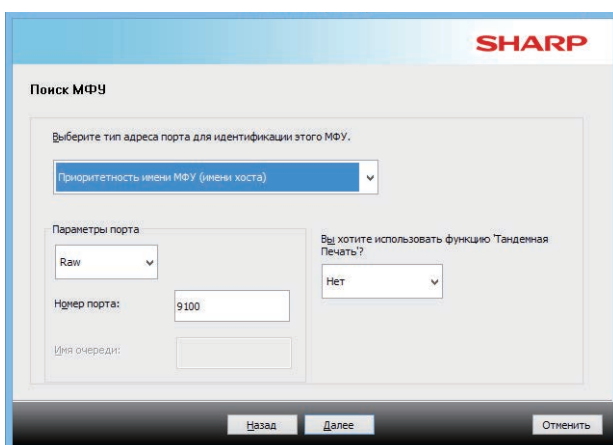 SHARP
Поиск МФУ
Выберите тип адреса порта для идентификации этого МФУ.
Приоритетность имени МФУ (имени хоста)
Параметры порта
Raw
Номер порта:
9100
Имя очереди:
Вы хотите использовать функцию 'Тандемная
Печать'?
Нет
Назад
Далее
Отменить